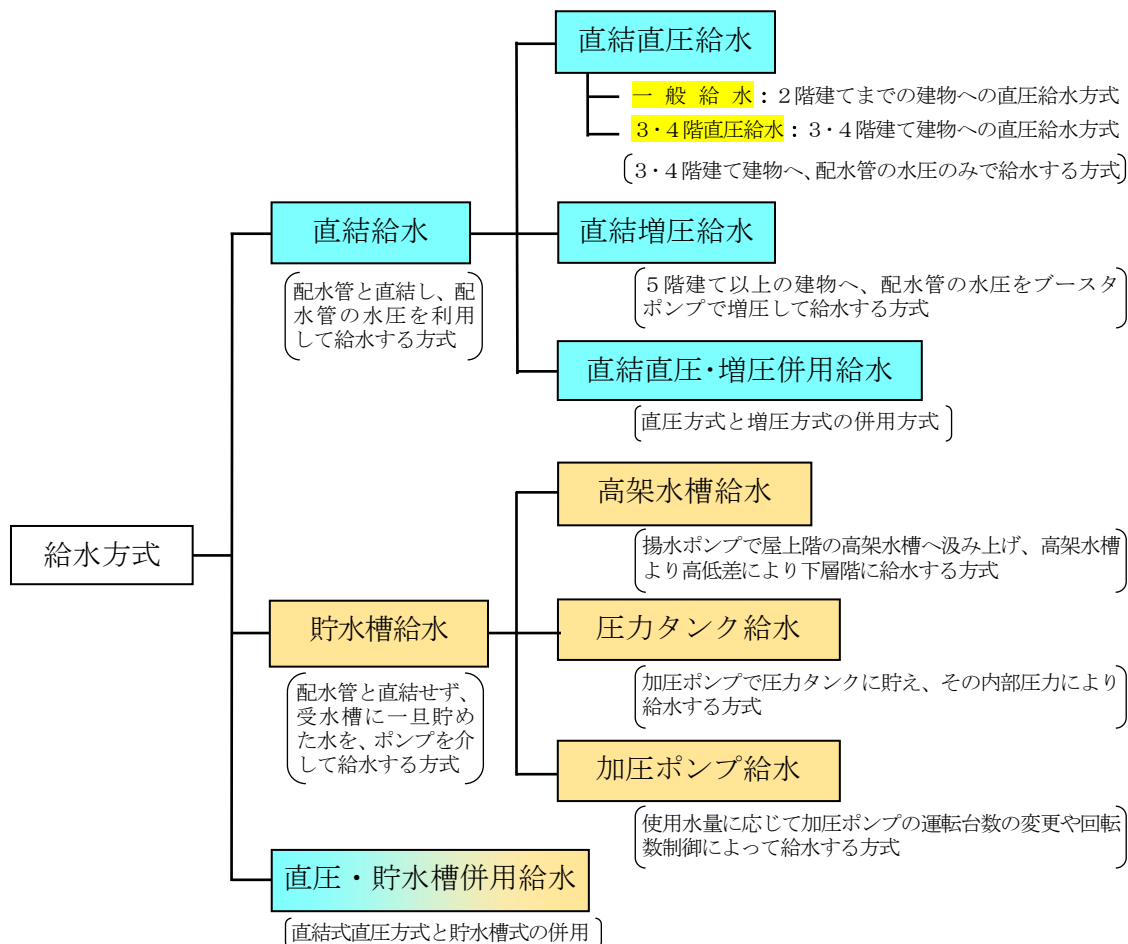 直結直圧給水
一 般 給 水：２階建てまでの建物への直圧給水方式
３・４階直圧給水：３・４階建て建物への直圧給水方式
３・４階建て建物へ、配水管の水圧のみで給水する方式
直結給水
配水管と直結し、配
水管の水圧を利用
して給水する方式
直結増圧給水
５階建て以上の建物へ、配水管の水圧をブースタ
ポンプで増圧して給水する方式
直結直圧・増圧併用給水
直圧方式と増圧方式の併用方式
給水方式
貯水槽給水
配水管と直結せず、
受水槽に一旦貯め
た水を、ポンプを介
して給水する方式
高架水槽給水
揚水ポンプで屋上階の高架水槽へ汲み上げ、高架水槽
より高低差により下層階に給水する方式
圧力タンク給水
加圧ポンプで圧力タンクに貯え、その内部圧力により
給水する方式
加圧ポンプ給水
使用水量に応じて加圧ポンプの運転台数の変更や回転
数制御によって給水する方式
直圧・貯水槽併用給水
直結式直圧方式と貯水槽式の併用